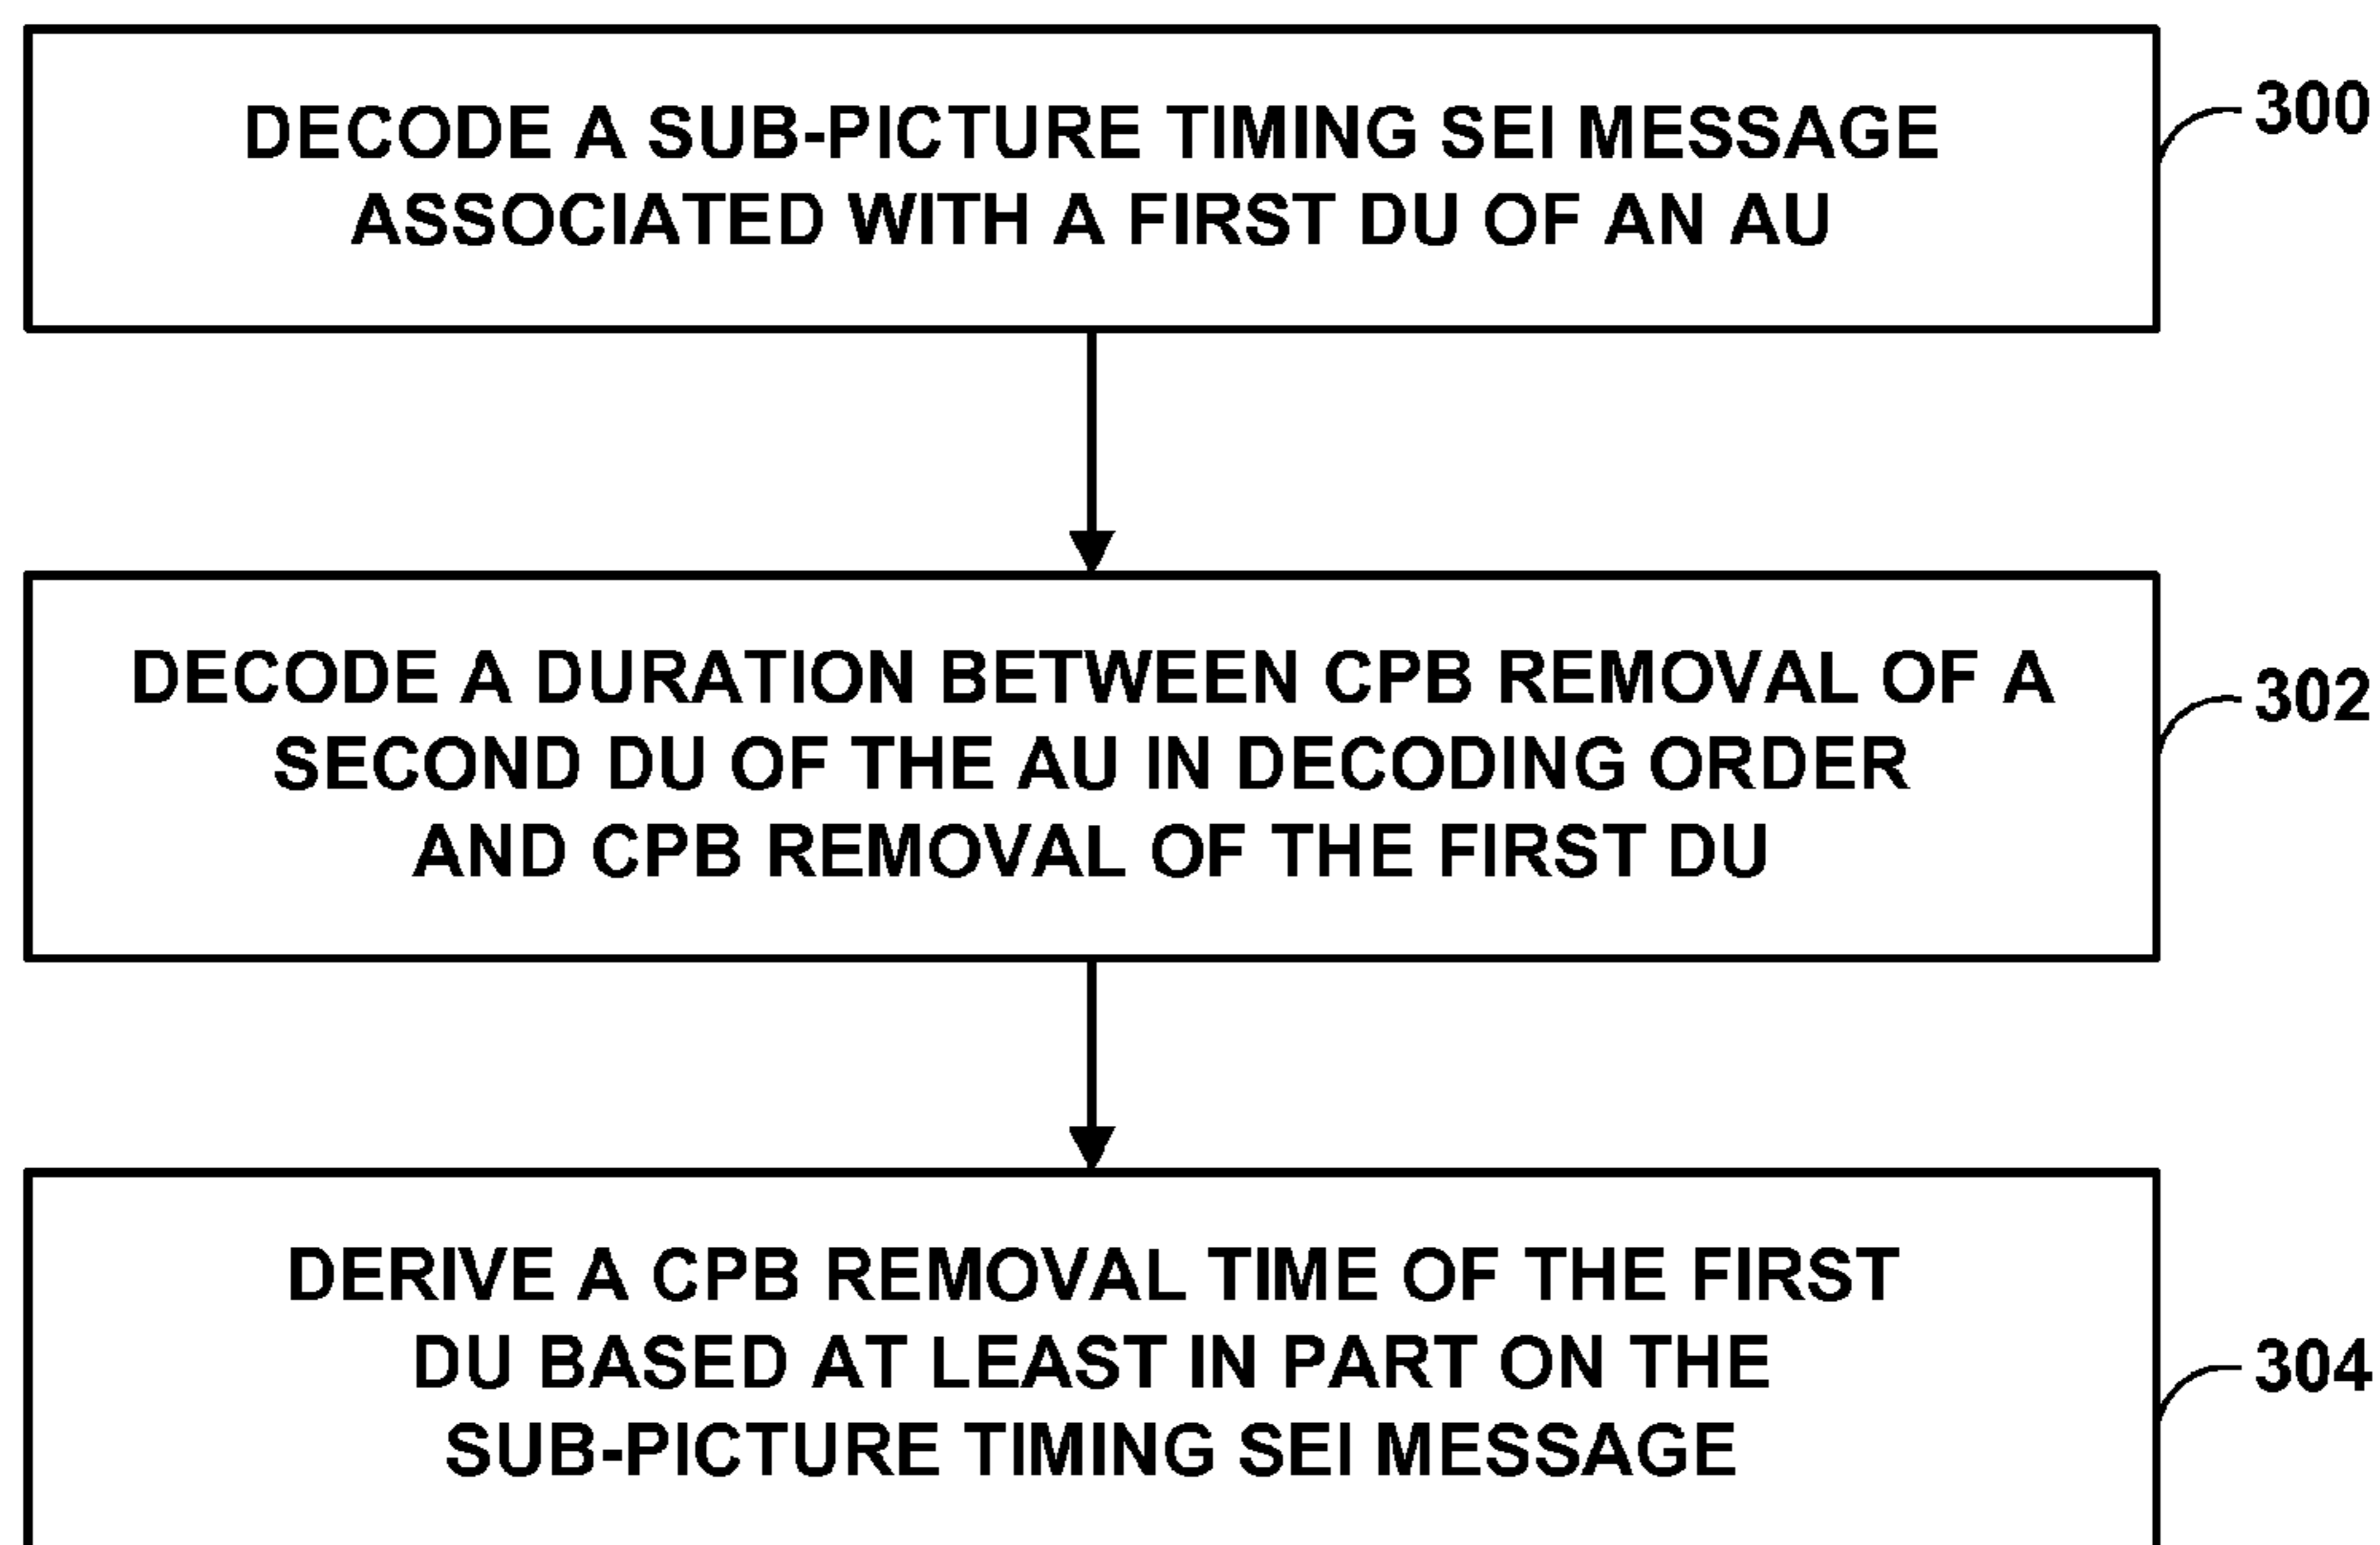 DECODE A SUB-PICTURE TIMING SEI MESSAGE
ASSOCIATED WITH A FIRST DU OF AN AU
300
DECODE A DURATION BETWEEN CPB REMOVAL OF A
SECOND DU OF THE AU IN DECODING ORDER
AND CPB REMOVAL OF THE FIRST DU
302
DERIVE A CPB REMOVAL TIME OF THE FIRST
DU BASED AT LEAST IN PART ON THE
SUB-PICTURE TIMING SEI MESSAGE
304